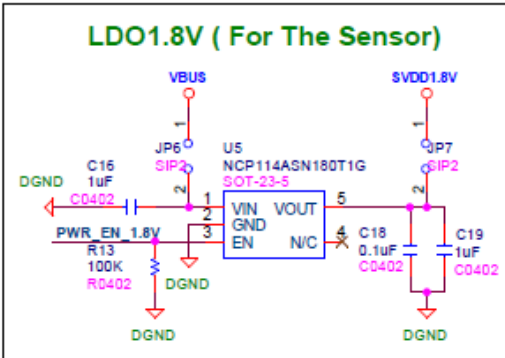 LDO1.8V ( For The Sensor)
VBUS
SVDD1.8V
1
1
JP6
SIP2
U5
NCP114ASN180T1G
SOT-23-5
JP7
SIP2
C16
1uF
C0402
DGND
2
2
1
2
3
VIN
GND
EN
VOUT
N/C
5
4
PWR_EN_1.8V
R13
100K
R0402
DGND
C18
0.1uF
C0402
C19
1uF
C0402
DGND
DGND